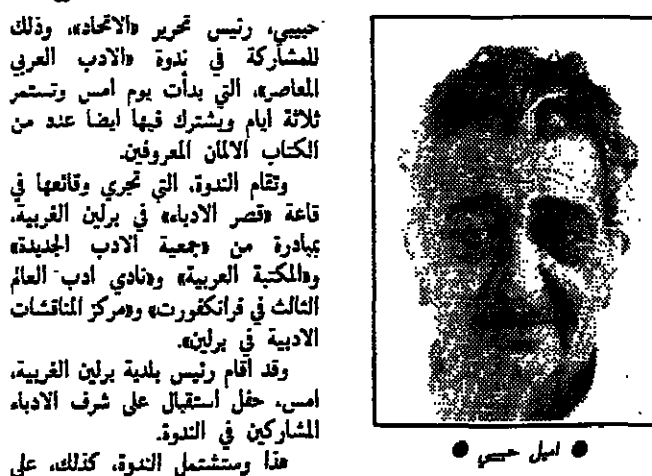 حبيبي، رئيس تحرير «الاتحاد»، وذلك
للمشاركة في ندوة «الادب العربي
المعاصر»، التي بدأت يوم امس وتستمر
ثلاثة ايام ويشترك فيها ايضا عدد من
الكتاب الالمان المعروفين.
وتقام الندوة، التي تجري وقائعها في
قاعة «قصر الادباء» في برلين الغربية،
بمبادرة من «جمعية الادب الجديدة»
و«المكتبة العربية» و«نادي ادب العالم
الثالث في فرانكفورت» و«مركز المناقشات
الادبية في برلين».
وقد اقام رئيس بلدية برلين الغربية،
امس، حفل استقبال على شرف الادباء
المشاركين في الندوة.
هذا وستشتمل الندوة، كذلك، على
● اميل حبيبي ●